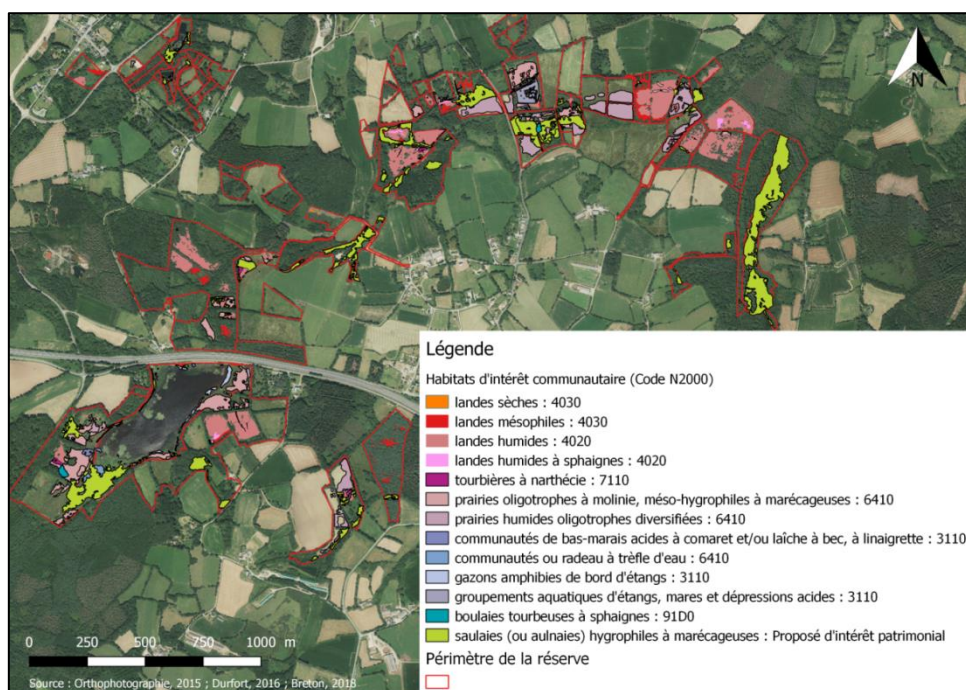 N
Légende
Habitats d'intérêt communautaire (Code N2000)
landes sèches : 4030
landes mésophiles : 4030
landes humides : 4020
landes humides à sphaignes : 4020
tourbières à narthécie : 7110
prairies oligotrophes à molinie, méso-hygrophiles à marécageuses : 6410
prairies humides oligotrophes diversifiées : 6410
communautés de bas-marais acides à comaret et/ou laîche à bec, à linaigrette : 3110
communautés ou radeau à trèfle d'eau : 6410
gazons amphibies de bord d'étangs : 3110
groupements aquatiques d'étangs, mares et dépressions acides : 3110
boulaies tourbeuses à sphaignes : 91D0
saulaies (ou aulnaies) hygrophiles à marécageuses : Proposé d'intérêt patrimonial
Périmètre de la réserve
0 250 500 750 1000 m
Source : Orthophotographie, 2015 ; Durfort, 2016 ; Breton, 2018